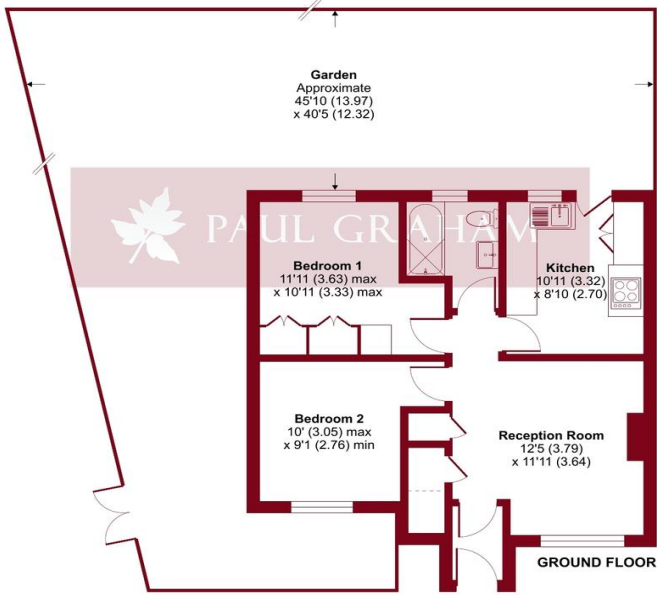 Garden
Approximate
45'10 (13.97)
x 40'5 (12.32)
PAUL GRAHAM
Bedroom 1
11'11 (3.63) max
x 10'11 (3.33) max
Kitchen
10'11 (3.32)
x 8'10 (2.70)
Bedroom 2
10' (3.05) max
x 9'1 (2.76) min
Reception Room
12'5 (3.79)
x 11'11 (3.64)
GROUND FLOOR